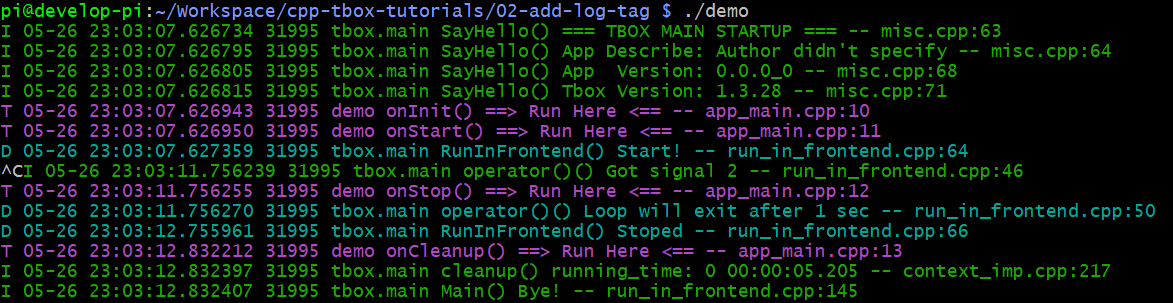 pi@develop-pi:~/Workspace/cpp-tbox-tutorials/02-add-log-tag $ ./demo
I 05-26 23:03:07.626734 31995 tbox.main SayHello() === TBOX MAIN STARTUP === -- misc.cpp:63
I 05-26 23:03:07.626795 31995 tbox.main SayHello() App Describe: Author didn't specify -- misc.cpp:64
I 05-26 23:03:07.626805 31995 tbox.main SayHello() App  Version: 0.0.0_0 -- misc.cpp:68
I 05-26 23:03:07.626815 31995 tbox.main SayHello() Tbox Version: 1.3.28 -- misc.cpp:71
T 05-26 23:03:07.626943 31995 demo onInit() ==> Run Here <== -- app_main.cpp:10
T 05-26 23:03:07.626950 31995 demo onStart() ==> Run Here <== -- app_main.cpp:11
D 05-26 23:03:07.627359 31995 tbox.main RunInFrontend() Start! -- run_in_frontend.cpp:64
^CI 05-26 23:03:11.756239 31995 tbox.main operator()() Got signal 2 -- run_in_frontend.cpp:46
T 05-26 23:03:11.756255 31995 demo onStop() ==> Run Here <== -- app_main.cpp:12
D 05-26 23:03:11.756270 31995 tbox.main operator()() Loop will exit after 1 sec -- run_in_frontend.cpp:50
D 05-26 23:03:12.755961 31995 tbox.main RunInFrontend() Stoped -- run_in_frontend.cpp:66
T 05-26 23:03:12.832212 31995 demo onCleanup() ==> Run Here <== -- app_main.cpp:13
I 05-26 23:03:12.832397 31995 tbox.main cleanup() running_time: 0 00:00:05.205 -- context_imp.cpp:217
I 05-26 23:03:12.832407 31995 tbox.main Main() Bye! -- run_in_frontend.cpp:145